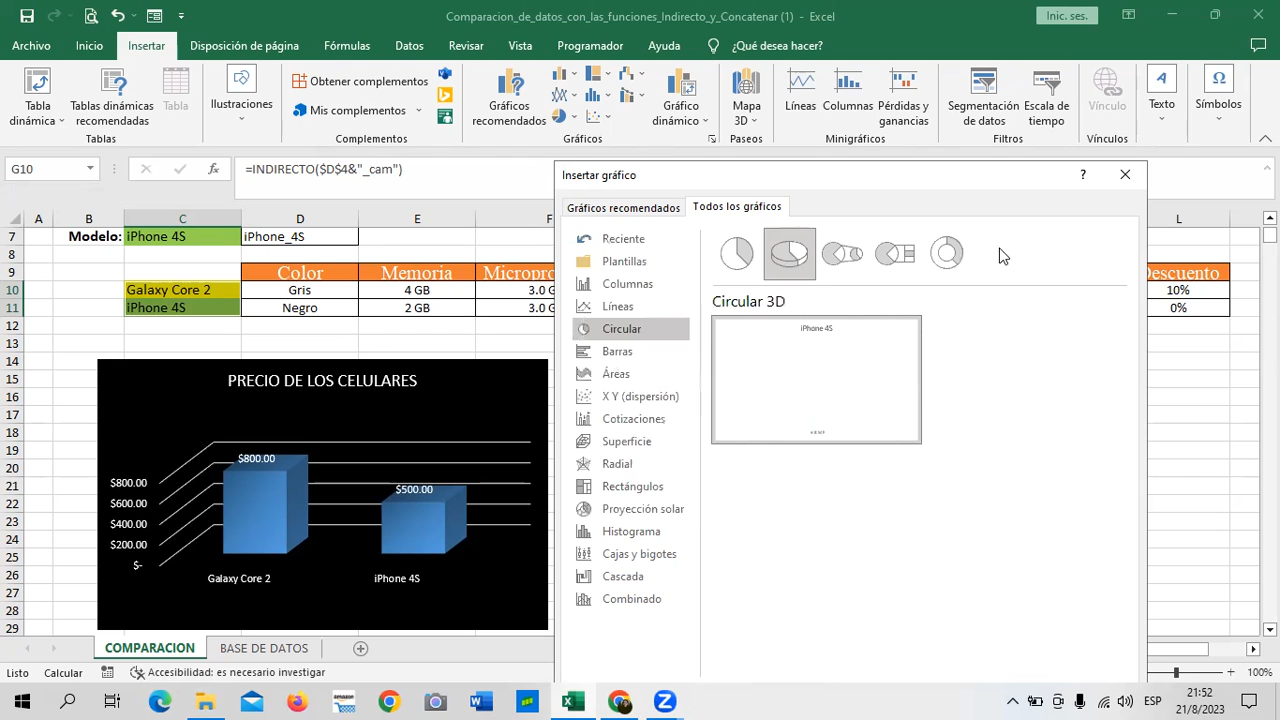 Comparacion_de_datos_con_las_funciones_Indirecto_y_Concatenar (1) - Excel
Inic. ses.
Archivo Inicio Insertar Disposición de página Fórmulas Datos Revisar Vista Programador Ayuda ¿Qué desea hacer?
Tabla dinámica
Tablas dinámicas recomendadas
Tabla
Tablas
Ilustraciones
Obtener complementos
Mis complementos
Complementos
Gráficos recomendados
Gráfico dinámico
Gráficos
Mapa 3D
Paseos
Líneas
Columnas
Pérdidas y ganancias
Minigráficos
Segmentación de datos
Escala de tiempo
Filtros
Vínculo
Vínculos
Texto
Símbolos
G10
fx
=INDIRECTO($D$4&"_cam")
A B C D E F L
7 Modelo: iPhone 4S iPhone_4S
8
9 Color Memoria Micropro Descuento
10 Galaxy Core 2 Gris 4 GB 3.0 G 10%
11 iPhone 4S Negro 2 GB 3.0 G 0%
12
13
14
15
16
17
18
19
20
21
22
23
24
25
26
27
28
29
PRECIO DE LOS CELULARES
$800.00
$600.00
$400.00
$200.00
$-
$800.00
$500.00
Galaxy Core 2 iPhone 4S
Insertar gráfico
?
Gráficos recomendados Todos los gráficos
Reciente
Plantillas
Columnas
Líneas
Circular
Barras
Áreas
X Y (dispersión)
Cotizaciones
Superficie
Radial
Rectángulos
Proyección solar
Histograma
Cajas y bigotes
Cascada
Combinado
Circular 3D
iPhone 4S
COMPARACION BASE DE DATOS
Listo Calcular Accesibilidad: es necesario investigar 100%
ESP
21:52
21/8/2023